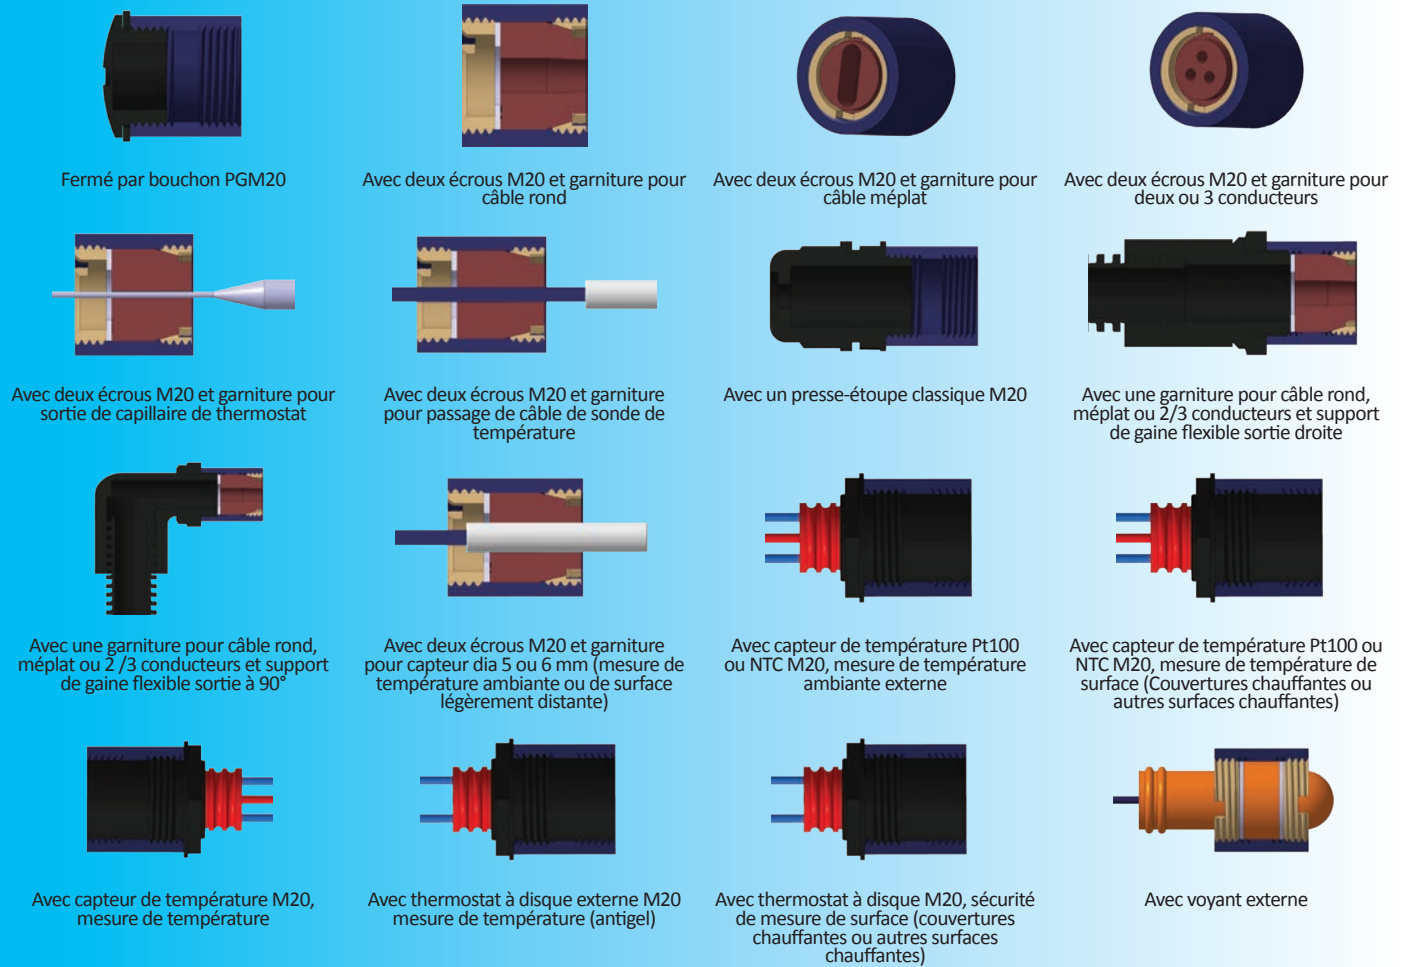 Fermé par bouchon PGM20
Avec deux écrous M20 et garniture pour
câble rond
Avec deux écrous M20 et garniture pour
câble méplat
Avec deux écrous M20 et garniture pour
deux ou 3 conducteurs
Avec deux écrous M20 et garniture pour
sortie de capillaire de thermostat
Avec deux écrous M20 et garniture
pour passage de câble de sonde de
température
Avec un presse-étoupe classique M20
Avec une garniture pour câble rond,
méplat ou 2/3 conducteurs et support
de gaine flexible sortie droite
Avec une garniture pour câble rond,
méplat ou 2 /3 conducteurs et support
de gaine flexible sortie à 90°
Avec deux écrous M20 et garniture
pour capteur dia 5 ou 6 mm (mesure de
température ambiante ou de surface
légèrement distante)
Avec capteur de température Pt100
ou NTC M20, mesure de température
ambiante externe
Avec capteur de température Pt100 ou
NTC M20, mesure de température de
surface (Couvertures chauffantes ou
autres surfaces chauffantes)
Avec capteur de température M20,
mesure de température
Avec thermostat à disque externe M20
mesure de température (antigel)
Avec thermostat à disque M20, sécurité
de mesure de surface (couvertures
chauffantes ou autres surfaces
chauffantes)
Avec voyant externe